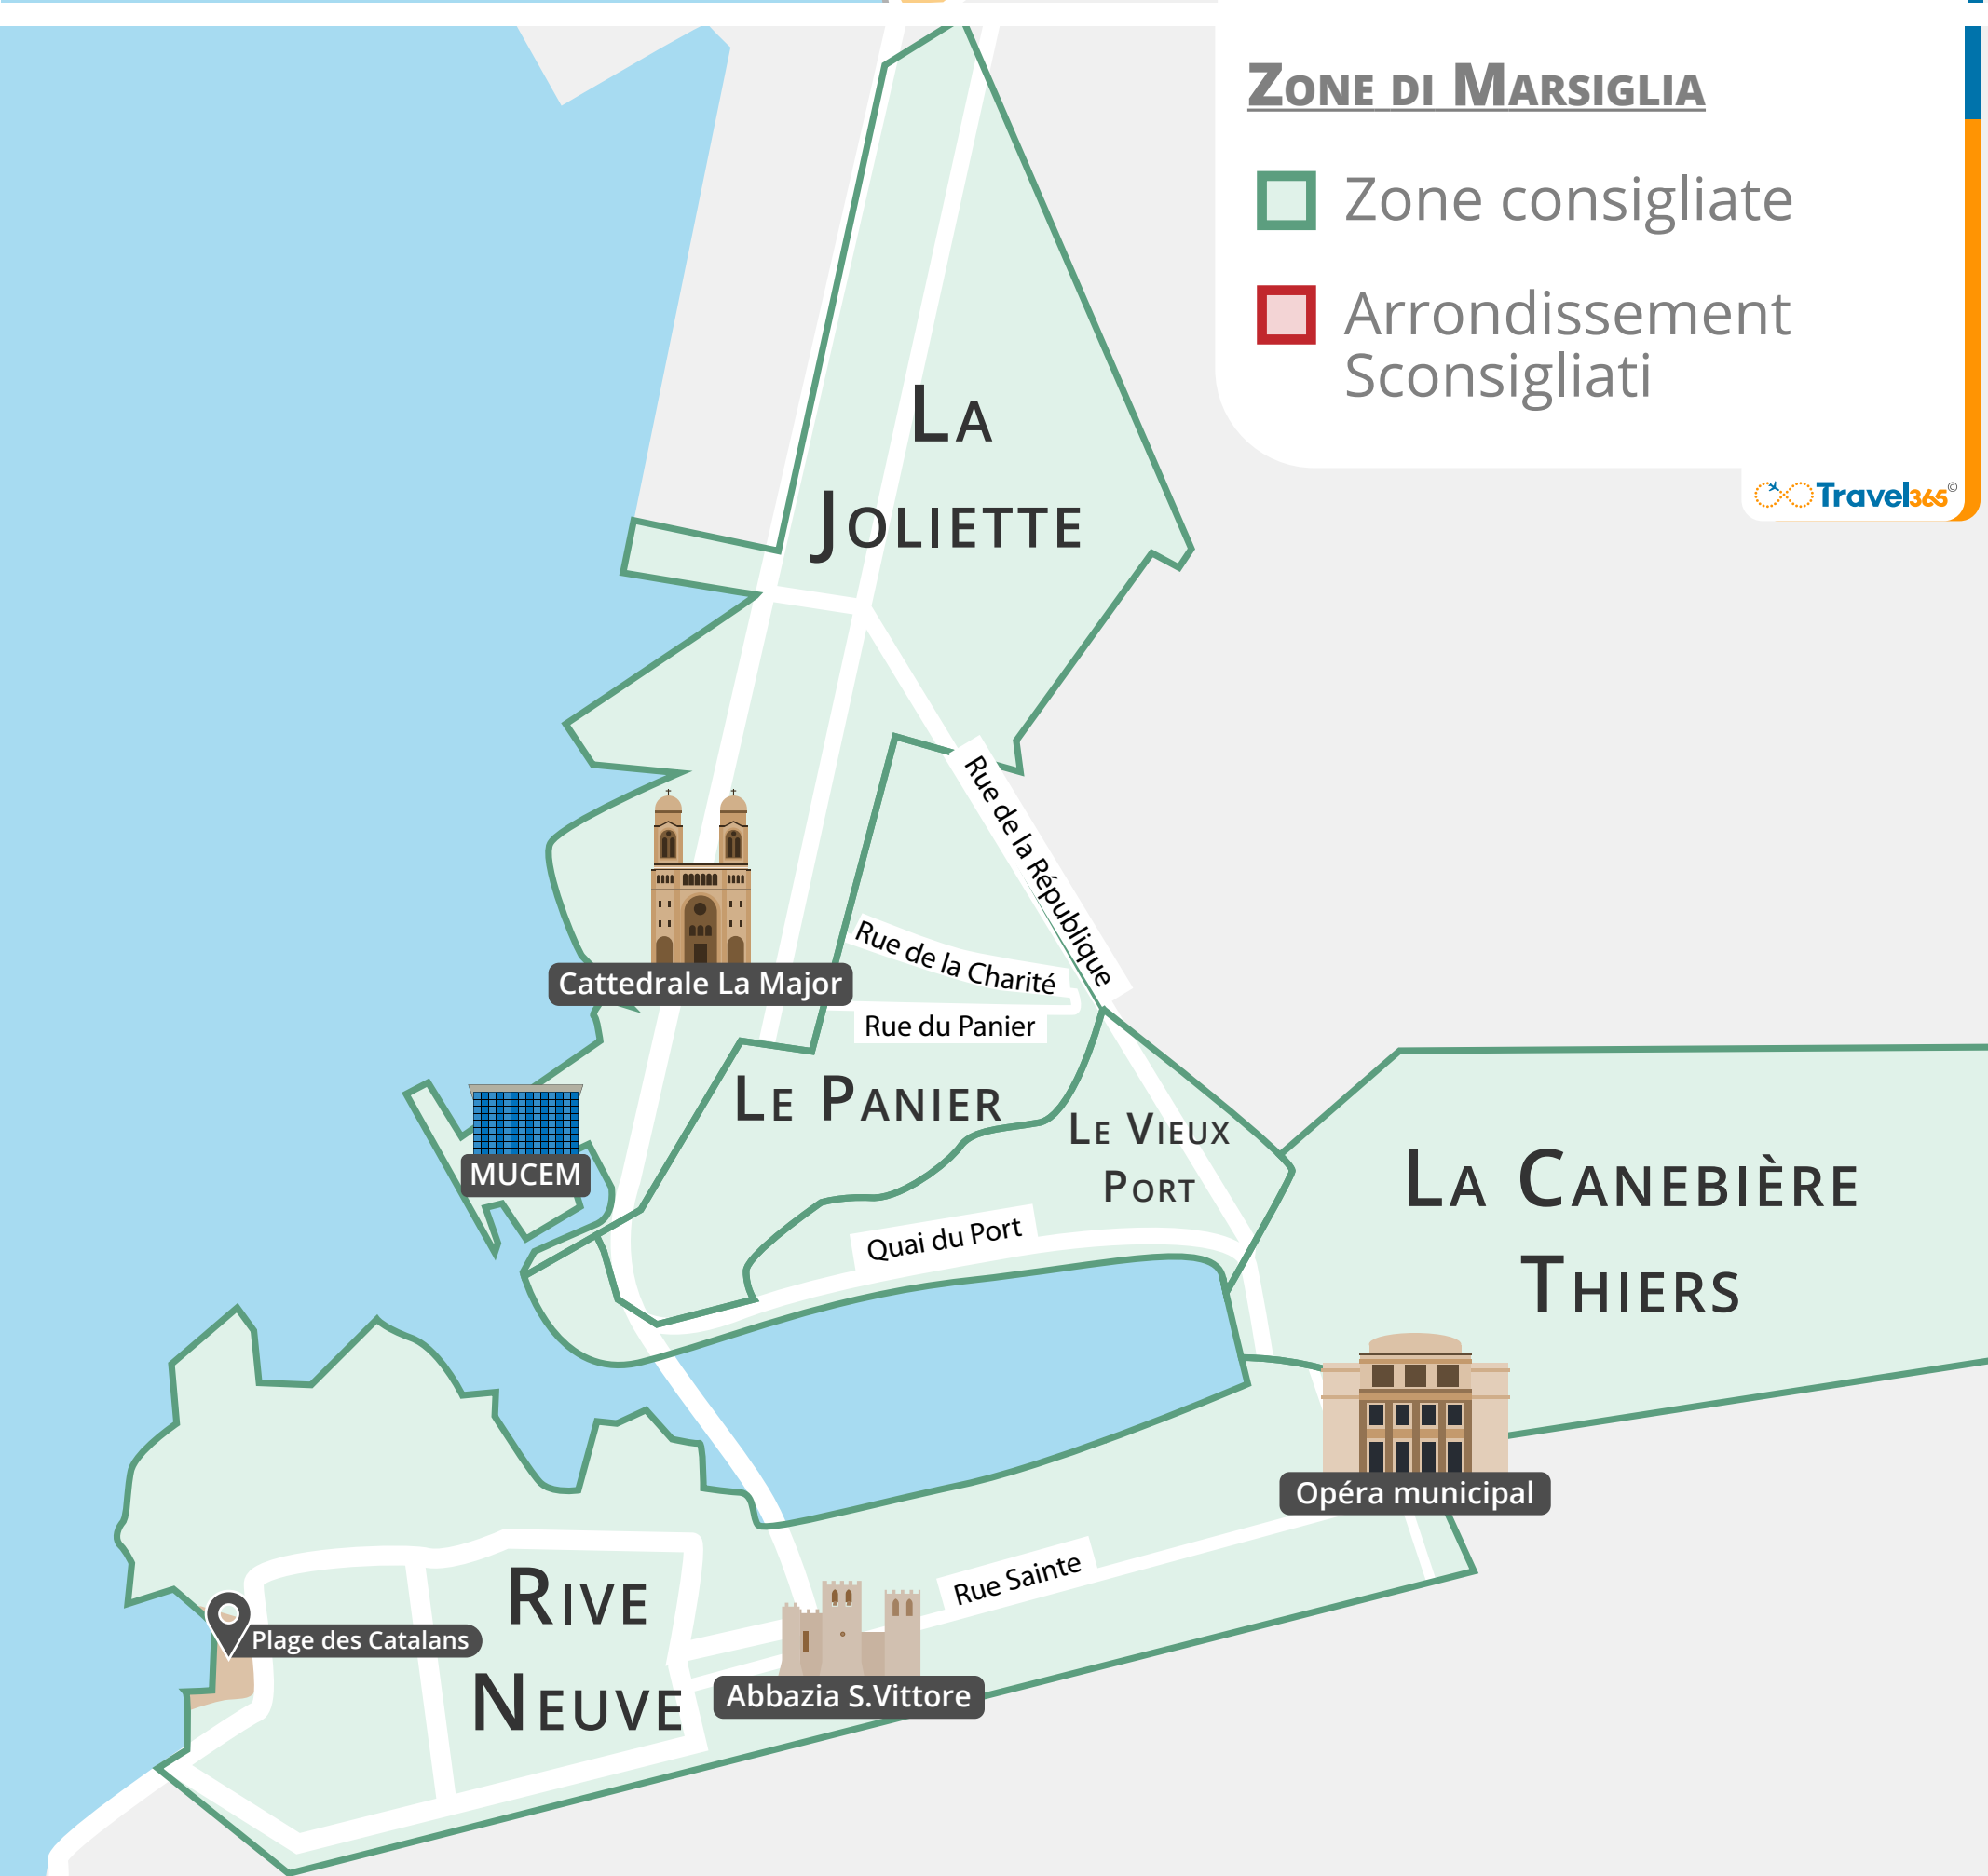 Zone di Marsiglia
Zone consigliate
Arrondissement
Sconsigliati
Travel365©
La
Joliette
Rue de la République
Rue de la Charité
Cattedrale La Major
Rue du Panier
Le Panier
Le Vieux
Port
MUCEM
La Canebière
Thiers
Quai du Port
Opéra municipal
Rue Sainte
Rive
Neuve
Plage des Catalans
Abbazia S.Vittore